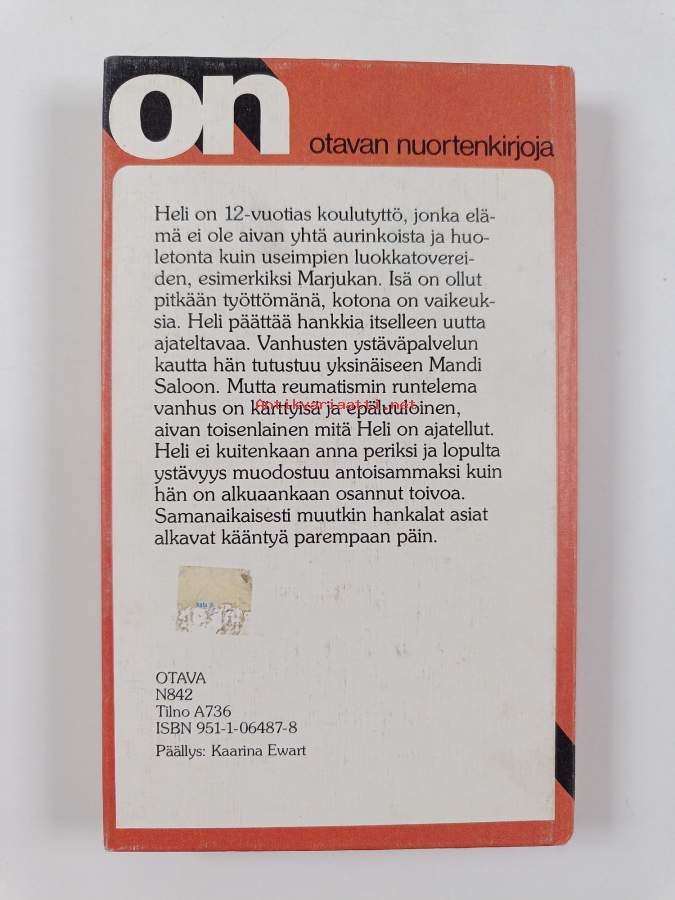 on
otavan nuortenkirjoja
Heli on 12-vuotias koulutyttö, jonka elä-
mä ei ole aivan yhtä aurinkoista ja huo-
letonta kuin useimpien luokkatoverei-
den, esimerkiksi Marjukan. Isä on ollut
pitkään työttömänä, kotona on vaikeuk-
sia. Heli päättää hankkia itselleen uutta
ajateltavaa. Vanhusten ystäväpalvelun
kautta hän tutustuu yksinäiseen Mandi
Saloon. Mutta reumatismin runtelema
vanhus on kärttyisä ja epäluuloinen,
Antikvariaatti.net
aivan toisenlainen mitä Heli on ajatellut.
Heli ei kuitenkaan anna periksi ja lopulta
ystävyys muodostuu antoisammaksi kuin
hän on alkuaankaan osannut toivoa.
Samanaikaisesti muutkin hankalat asiat
alkavat kääntyä parempaan päin.
OTAVA
N842
Tilno A736
ISBN 951-1-06487-8
Päällys: Kaarina Ewart